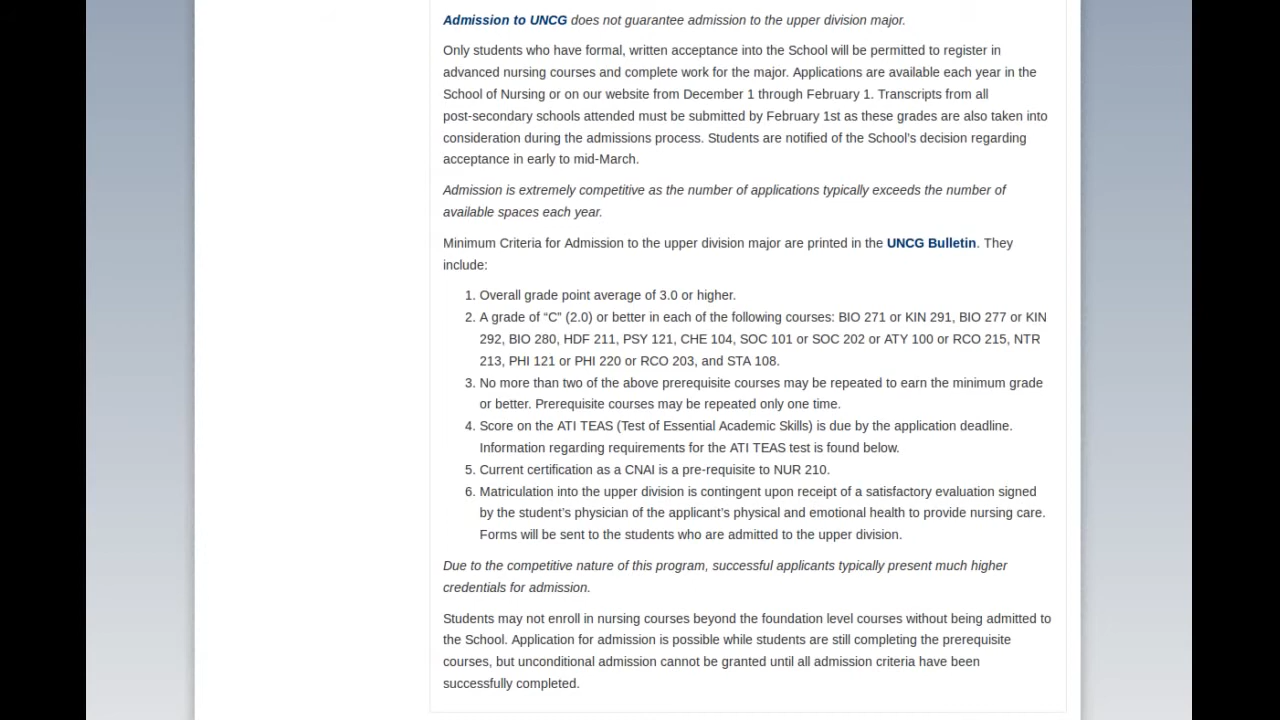 Admission to UNCG does not guarantee admission to the upper division major.
Only students who have formal, written acceptance into the School will be permitted to register in
advanced nursing courses and complete work for the major. Applications are available each year in the
School of Nursing or on our website from December 1 through February 1. Transcripts from all
post-secondary schools attended must be submitted by February 1st as these grades are also taken into
consideration during the admissions process. Students are notified of the School’s decision regarding
acceptance in early to mid-March.
Admission is extremely competitive as the number of applications typically exceeds the number of
available spaces each year.
Minimum Criteria for Admission to the upper division major are printed in the UNCG Bulletin. They
include:
1. Overall grade point average of 3.0 or higher.
2. A grade of “C” (2.0) or better in each of the following courses: BIO 271 or KIN 291, BIO 277 or KIN
292, BIO 280, HDF 211, PSY 121, CHE 104, SOC 101 or SOC 202 or ATY 100 or RCO 215, NTR
213, PHI 121 or PHI 220 or RCO 203, and STA 108.
3. No more than two of the above prerequisite courses may be repeated to earn the minimum grade
or better. Prerequisite courses may be repeated only one time.
4. Score on the ATI TEAS (Test of Essential Academic Skills) is due by the application deadline.
Information regarding requirements for the ATI TEAS test is found below.
5. Current certification as a CNAI is a pre-requisite to NUR 210.
6. Matriculation into the upper division is contingent upon receipt of a satisfactory evaluation signed
by the student’s physician of the applicant’s physical and emotional health to provide nursing care.
Forms will be sent to the students who are admitted to the upper division.
Due to the competitive nature of this program, successful applicants typically present much higher
credentials for admission.
Students may not enroll in nursing courses beyond the foundation level courses without being admitted to
the School. Application for admission is possible while students are still completing the prerequisite
courses, but unconditional admission cannot be granted until all admission criteria have been
successfully completed.